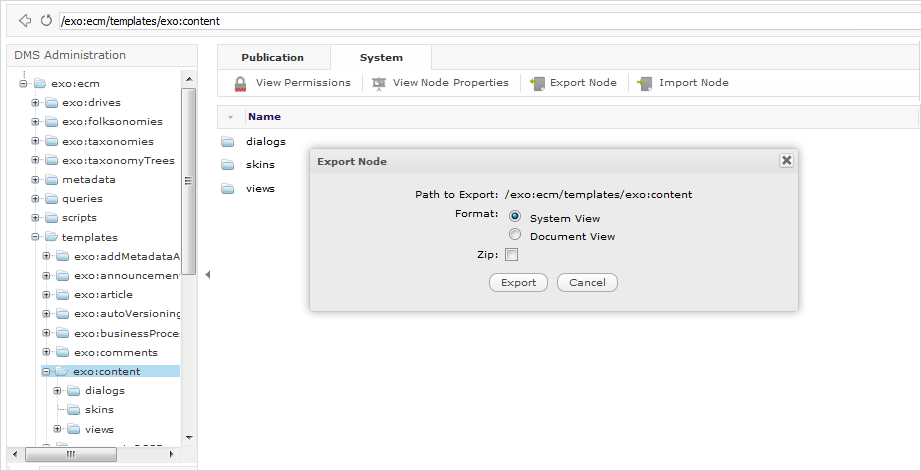 /exo:ecm/templates/exo:content
DMS Administration
exo:ecm
exo:drives
exo:folksonomies
exo:taxonomies
exo:taxonomyTrees
metadata
queries
scripts
templates
exo:addMetadataA
exo:announcemen
exo:article
exo:autoVersioning
exo:businessProce
exo:comments
exo:content
dialogs
skins
views
Publication System
View Permissions View Node Properties Export Node Import Node
Name
dialogs
skins
views
Export Node
Path to Export: /exo:ecm/templates/exo:content
Format: System View
Document View
Zip:
Export Cancel